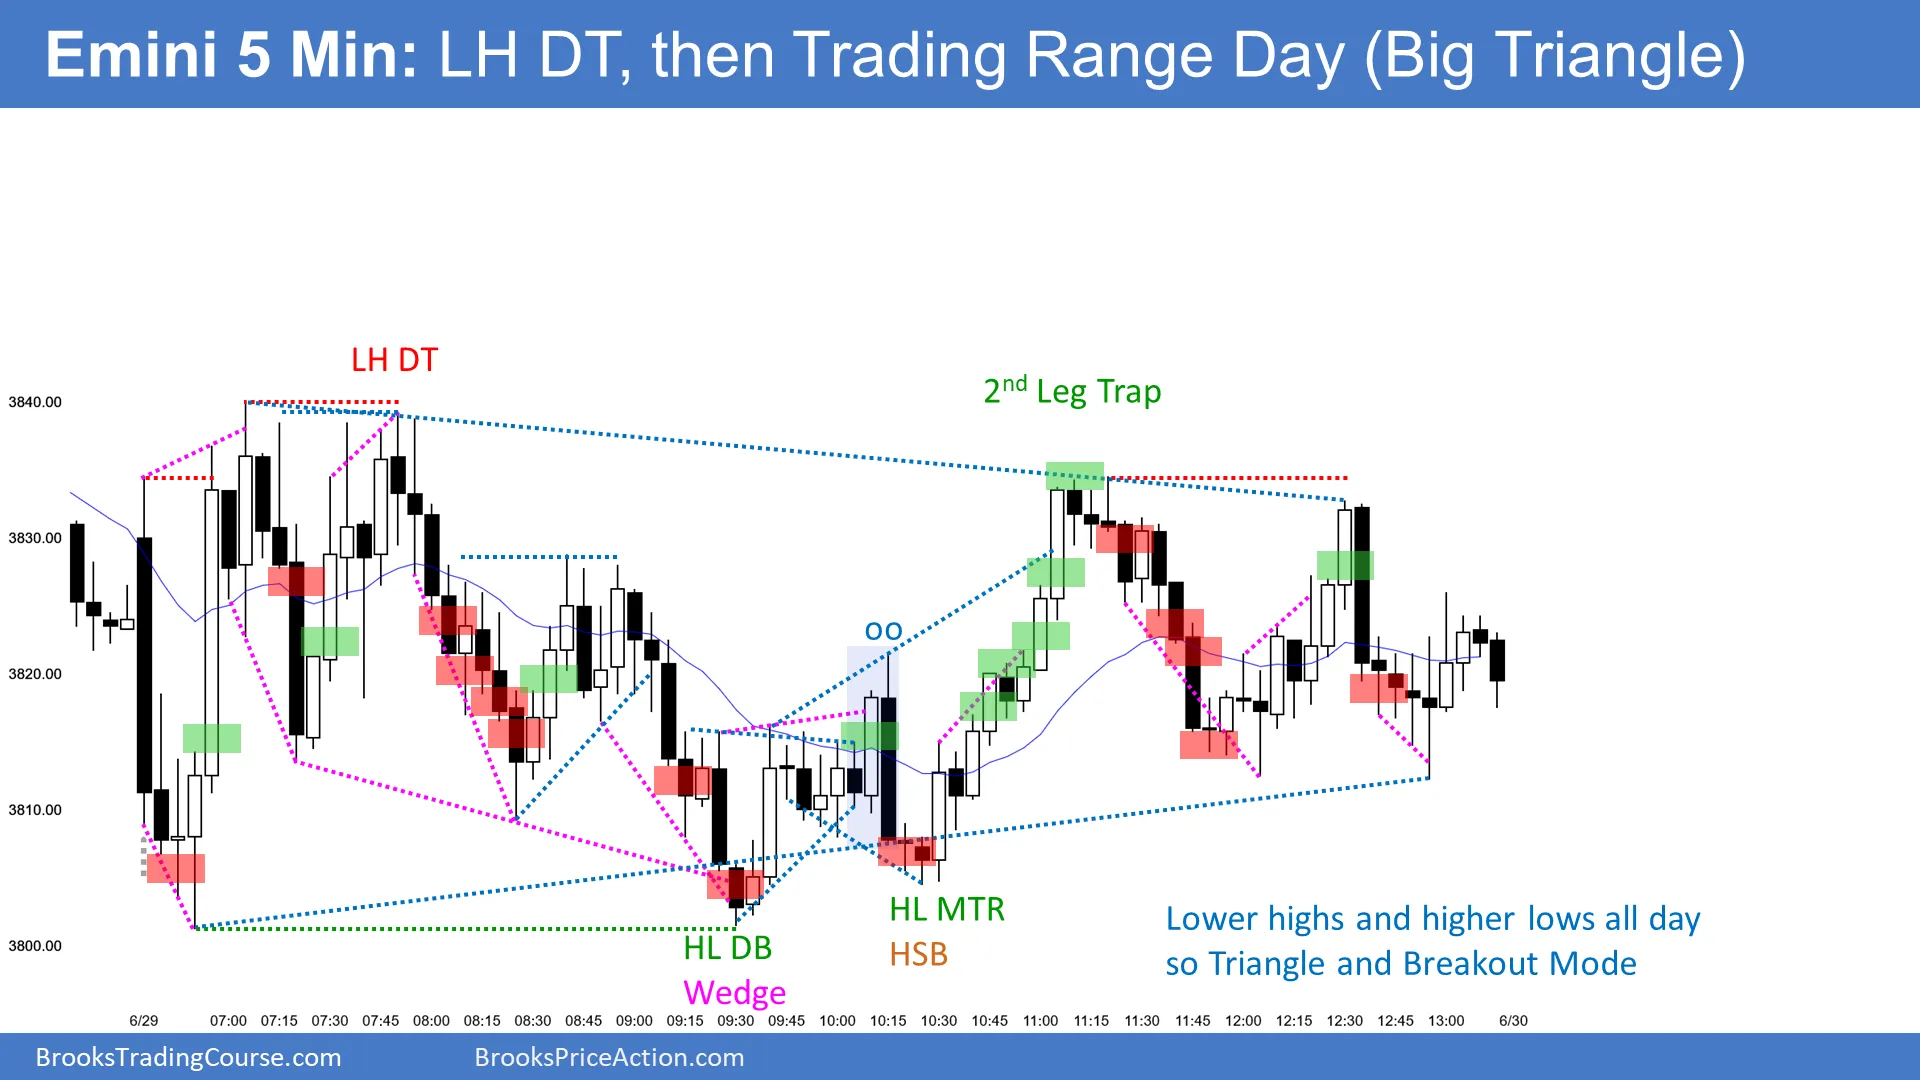 Emini 5 Min: LH DT, then Trading Range Day (Big Triangle)
LH DT
2nd Leg Trap
3840.00
3830.00
3820.00
3810.00
3800.00
OO
HL MTR
HSB
HL DB
Wedge
Lower highs and higher lows all day
so Triangle and Breakout Mode
6/29 07:00 07:15 07:30 07:45 08:00 08:15 08:30 08:45 09:00 09:15 09:30 09:45 10:00 10:15 10:30 10:45 11:00 11:15 11:30 11:45 12:00 12:15 12:30 12:45 13:00 6/30
BrooksTradingCourse.com BrooksPriceAction.com